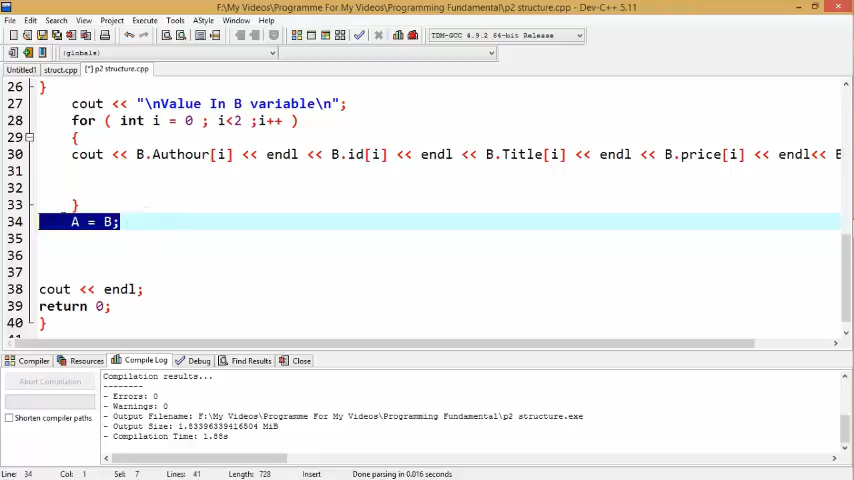 F:\My Videos\Programme For My Videos\Programming Fundamental\p2 structure.cpp - Dev-C++ 5.11
File Edit Search View Project Execute Tools AStyle Window Help
TDM-GCC 4.9.2 64-bit Release
(globals)
Untitled1 struct.cpp [*] p2 structure.cpp
26 }
27 cout << "\nValue In B variable\n";
28 for ( int i = 0 ; i<2 ;i++ )
29 {
30 cout << B.Authour[i] << endl << B.id[i] << endl << B.Title[i] << endl << B.price[i] << endl<< B
31
32
33 }
34 A = B;
35
36
37
38 cout << endl;
39 return 0;
40 }
41
Compiler Resources Compile Log Debug Find Results Close
Abort Compilation
Shorten compiler paths
Compilation results...
--------
- Errors: 0
- Warnings: 0
- Output Filename: F:\My Videos\Programme For My Videos\Programming Fundamental\p2 structure.exe
- Output Size: 1.83396339416504 MiB
- Compilation Time: 1.88s
Line: 34 Col: 1 Sel: 7 Lines: 41 Length: 728 Insert Done parsing in 0.016 seconds